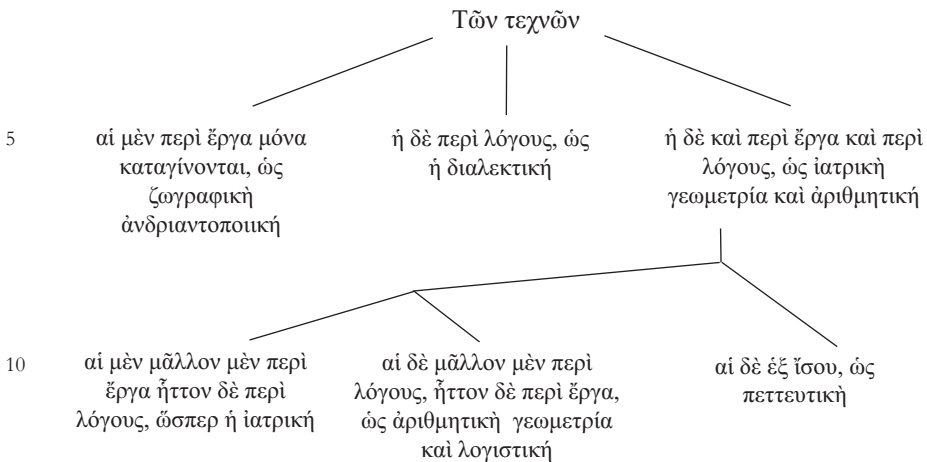 Τῶν τεχνῶν
5
αἱ μὲν περὶ ἔργα μόνα
καταγίνονται, ὡς
ζωγραφικὴ
ἀνδριαντοποιική
ἡ δὲ περὶ λόγους, ὡς
ἡ διαλεκτική
ἡ δὲ καὶ περὶ ἔργα καὶ περὶ
λόγους, ὡς ἰατρικὴ
γεωμετρία καὶ ἀριθμητική
10
αἱ μὲν μᾶλλον μὲν περὶ
ἔργα ἧττον δὲ περὶ
λόγους, ὥσπερ ἡ ἰατρική
αἱ δὲ μᾶλλον μὲν περὶ
λόγους, ἧττον δὲ περὶ ἔργα,
ὡς ἀριθμητικὴ γεωμετρία
καὶ λογιστική
αἱ δὲ ἐξ ἴσου, ὡς
πεττευτικὴ